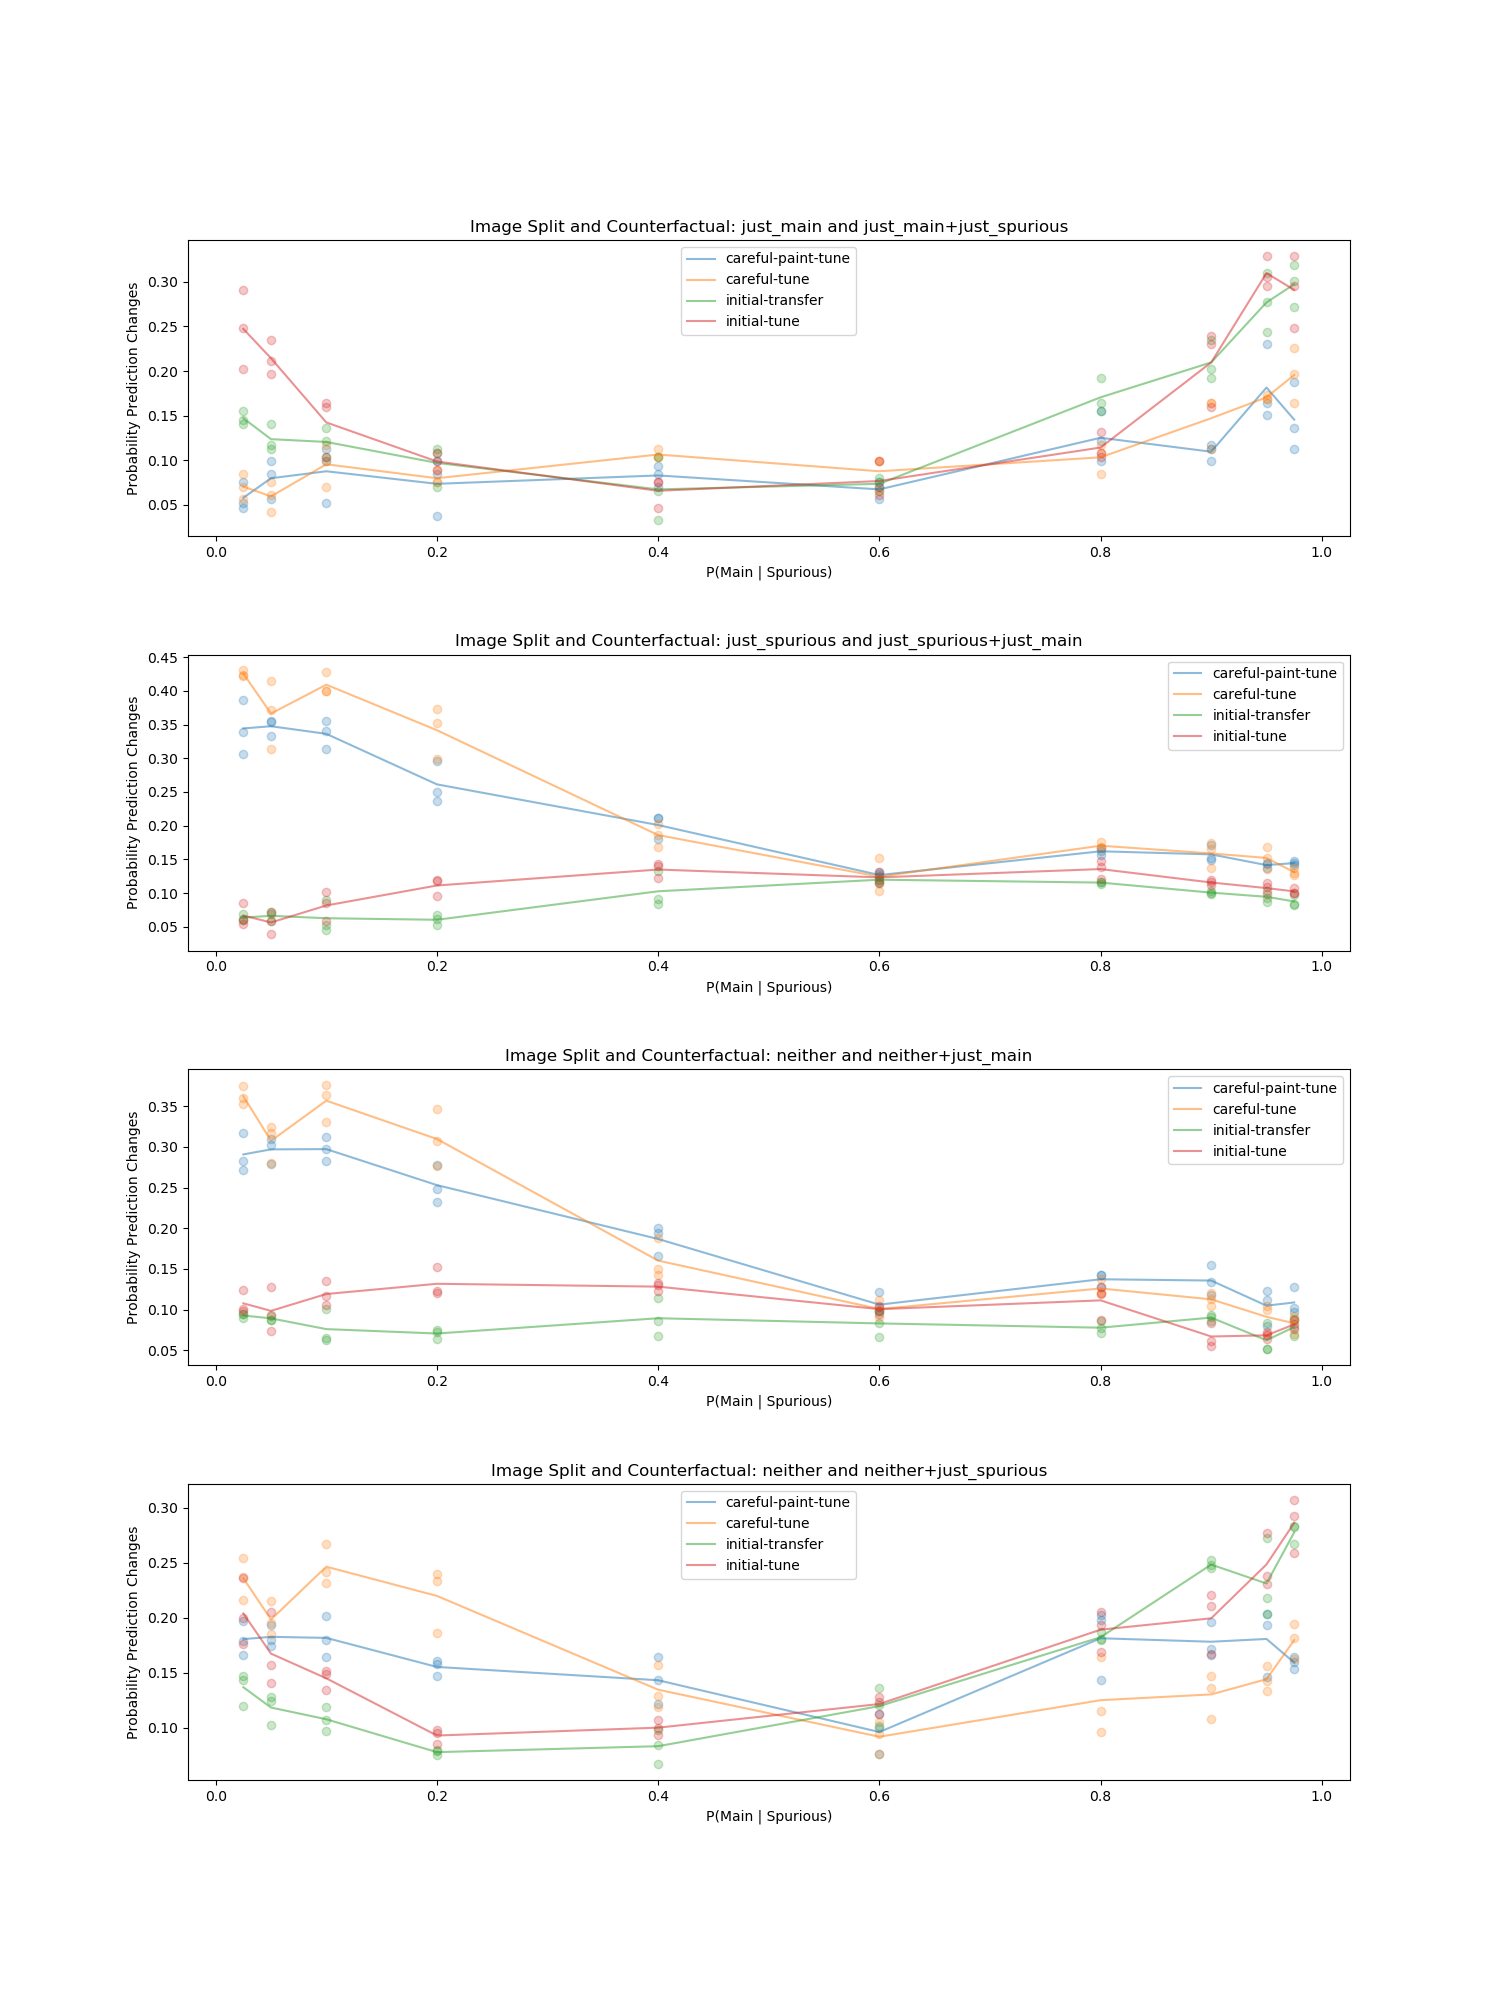 Image Split and Counterfactual: just_main and just_main+just_spurious
careful-paint-tune
careful-tune
initial-transfer
initial-tune
Probability Prediction Changes
0.30
0.25
0.20
0.15
0.10
0.05
0.0 0.2 0.4 0.6 0.8 1.0
P(Main | Spurious)
Image Split and Counterfactual: just_spurious and just_spurious+just_main
careful-paint-tune
careful-tune
initial-transfer
initial-tune
Probability Prediction Changes
0.45
0.40
0.35
0.30
0.25
0.20
0.15
0.10
0.05
0.0 0.2 0.4 0.6 0.8 1.0
P(Main | Spurious)
Image Split and Counterfactual: neither and neither+just_main
careful-paint-tune
careful-tune
initial-transfer
initial-tune
Probability Prediction Changes
0.35
0.30
0.25
0.20
0.15
0.10
0.05
0.0 0.2 0.4 0.6 0.8 1.0
P(Main | Spurious)
Image Split and Counterfactual: neither and neither+just_spurious
careful-paint-tune
careful-tune
initial-transfer
initial-tune
Probability Prediction Changes
0.30
0.25
0.20
0.15
0.10
0.0 0.2 0.4 0.6 0.8 1.0
P(Main | Spurious)